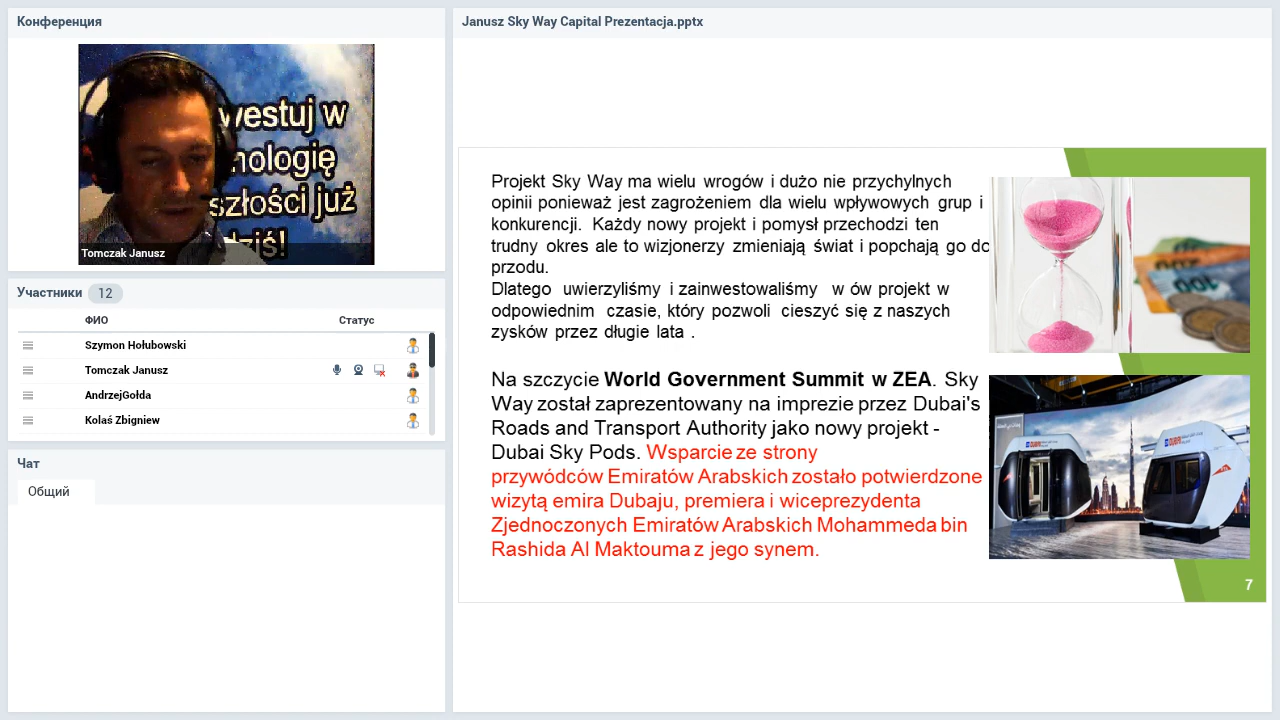 Конференция
westuj w
nologię
szłości już
dziś!
Tomczak Janusz
Участники 12
ФИО Статус
Szymon Hołubowski
Tomczak Janusz
AndrzejGołda
Kolaś Zbigniew
Чат
Общий
Janusz Sky Way Capital Prezentacja.pptx
Projekt Sky Way ma wielu wrogów i dużo nie przychylnych
opinii ponieważ jest zagrożeniem dla wielu wpływowych grup i
konkurencji. Każdy nowy projekt i pomysł przechodzi ten
trudny okres ale to wizjonerzy zmieniają świat i popchają go do
przodu.
Dlatego uwierzyliśmy i zainwestowaliśmy w ów projekt w
odpowiednim czasie, który pozwoli cieszyć się z naszych
zysków przez długie lata .
Na szczycie World Government Summit w ZEA. Sky
Way został zaprezentowany na imprezie przez Dubai's
Roads and Transport Authority jako nowy projekt -
Dubai Sky Pods. Wsparcie ze strony
przywódców Emiratów Arabskich zostało potwierdzone
wizytą emira Dubaju, premiera i wiceprezydenta
Zjednoczonych Emiratów Arabskich Mohammeda bin
Rashida Al Maktouma z jego synem.
7